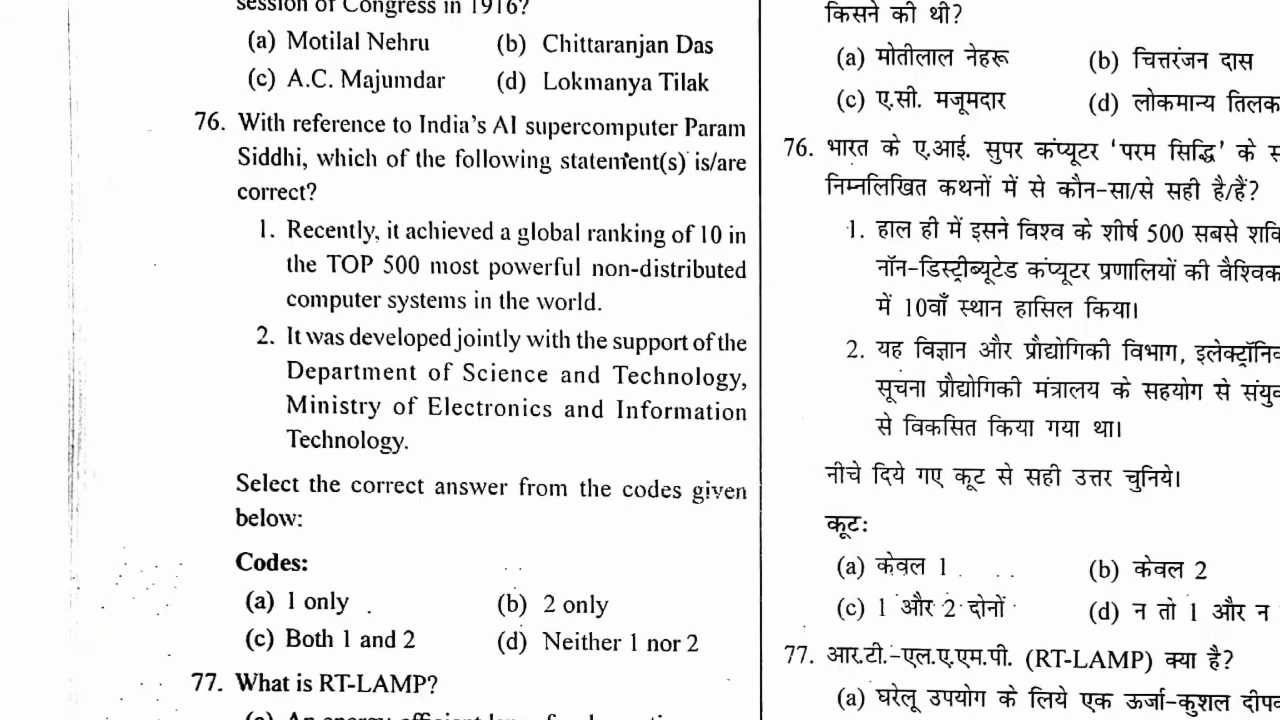 session of Congress in 1916?
(a) Motilal Nehru (b) Chittaranjan Das
(c) A.C. Majumdar (d) Lokmanya Tilak
76. With reference to India's AI supercomputer Param
Siddhi, which of the following statement(s) is/are
correct?
1. Recently, it achieved a global ranking of 10 in
the TOP 500 most powerful non-distributed
computer systems in the world.
2. It was developed jointly with the support of the
Department of Science and Technology,
Ministry of Electronics and Information
Technology.
Select the correct answer from the codes given
below:
Codes:
(a) 1 only (b) 2 only
(c) Both 1 and 2 (d) Neither 1 nor 2
77. What is RT-LAMP?
किसने की थी?
(a) मोतीलाल नेहरू (b) चित्तरंजन दास
(c) ए.सी. मजूमदार (d) लोकमान्य तिलक
76. भारत के ए.आई. सुपर कंप्यूटर 'परम सिद्धि' के
निम्नलिखित कथनों में से कौन-सा/से सही है/हैं?
1. हाल ही में इसने विश्व के शीर्ष 500 सबसे
नॉन-डिस्ट्रीब्यूटेड कंप्यूटर प्रणालियों की वैश्विक
में 10वाँ स्थान हासिल किया।
2. यह विज्ञान और प्रौद्योगिकी विभाग,
सूचना प्रौद्योगिकी मंत्रालय के सहयोग से
से विकसित किया गया था।
नीचे दिये गए कूट से सही उत्तर चुनिये।
कूट:
(a) केवल 1 (b) केवल 2
(c) 1 और 2 दोनों (d) न तो 1 और न
77. आर.टी.-एल.ए.एम.पी. (RT-LAMP) क्या है?
(a) घरेलू उपयोग के लिये एक ऊर्जा-कुशल